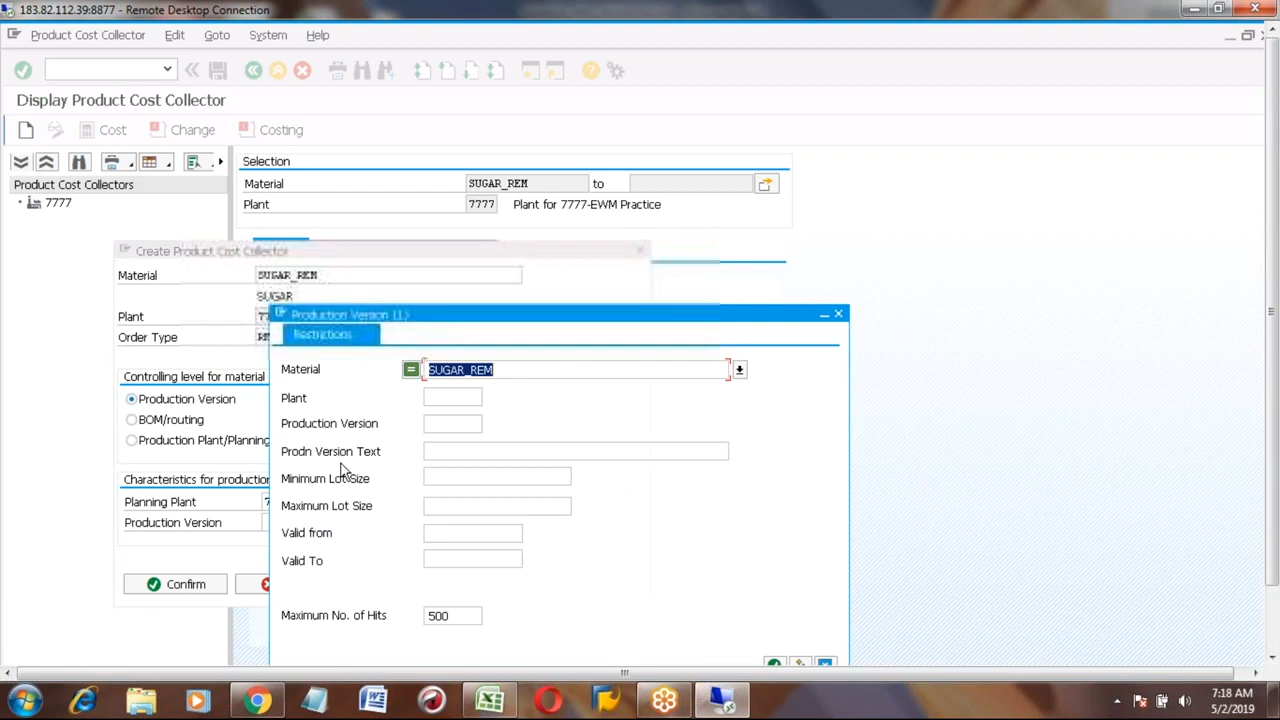 183.82.112.39:8877 - Remote Desktop Connection
Product Cost Collector Edit Goto System Help
Display Product Cost Collector
Cost Change Costing
Selection
Product Cost Collectors
Material SUGAR_REM to
7777
Plant 7777 Plant for 7777-EWM Practice
Create Product Cost Collector
Material SUGAR_REM
SUGAR
Plant
Order Type
Controlling level for material
Production Version
BOM/routing
Production Plant/Planning
Characteristics for production
Planning Plant 7
Production Version
Confirm
Production Version (1)
Restrictions
Material SUGAR_REM
Plant
Production Version
Prodn Version Text
Minimum Lot Size
Maximum Lot Size
Valid from
Valid To
Maximum No. of Hits 500
7:18 AM
5/2/2019